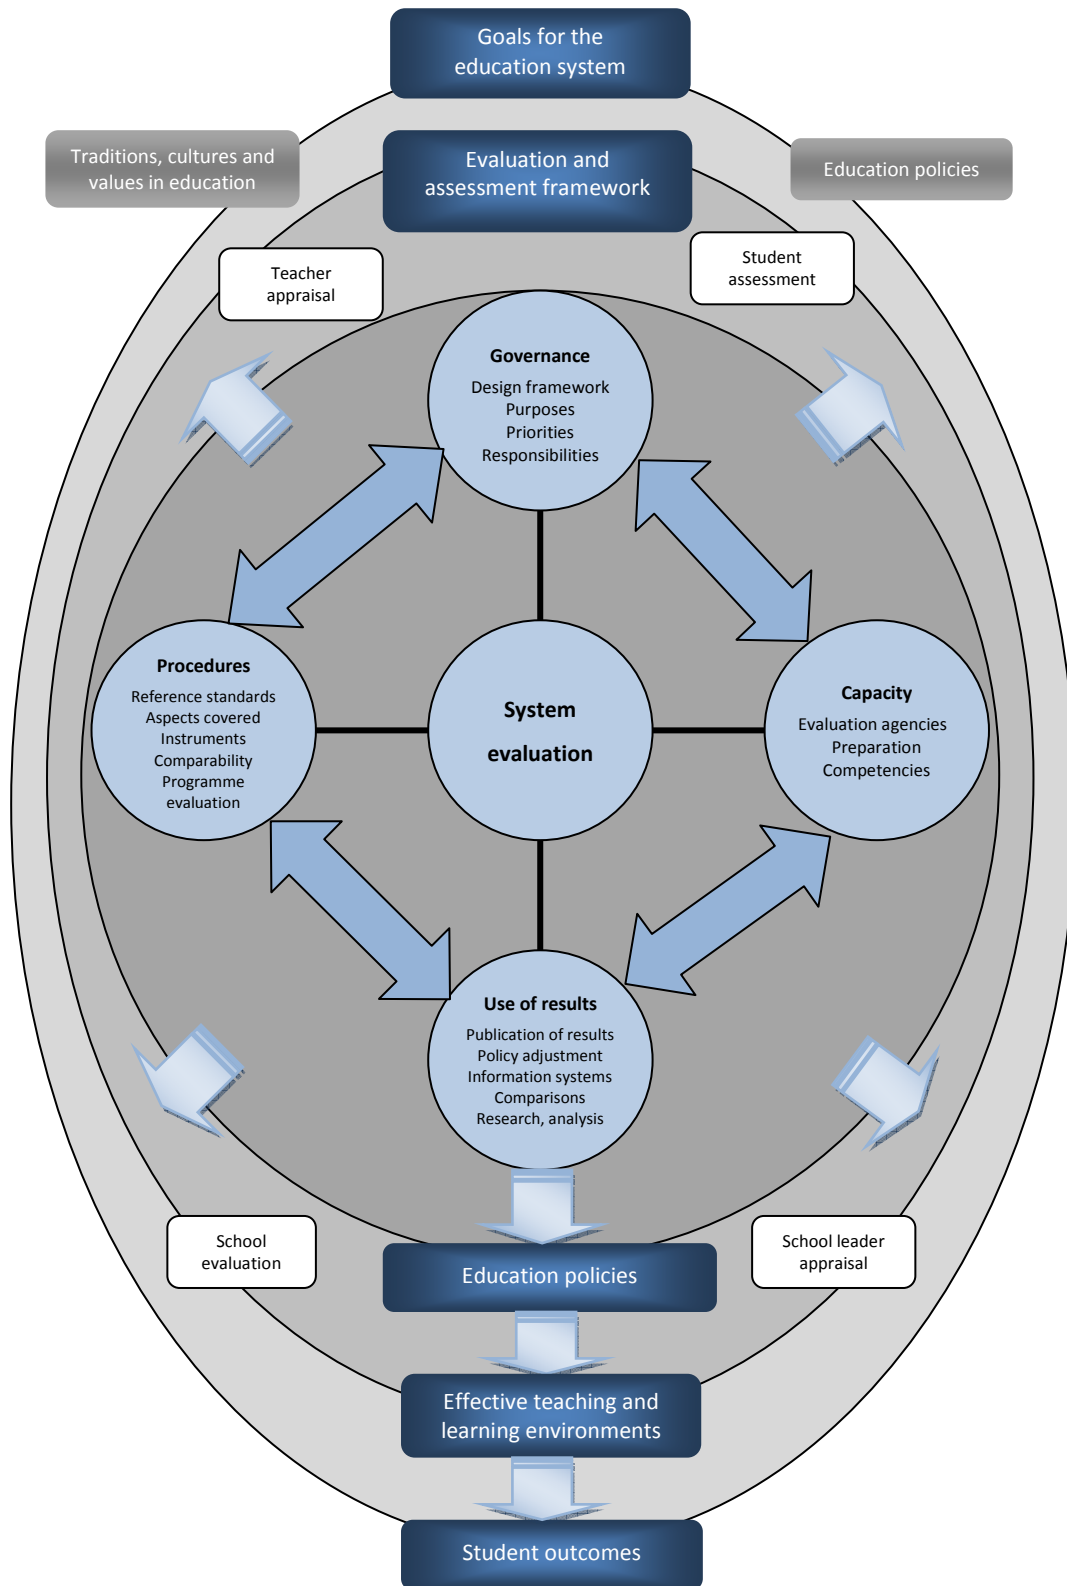 Goals for the
education system
Traditions, cultures and
values in education
Evaluation and
assessment framework
Education policies
Teacher
appraisal
Student
assessment
Governance
Design framework
Purposes
Priorities
Responsibilities
Procedures
Reference standards
Aspects covered
Instruments
Comparability
Programme
evaluation
System
evaluation
Capacity
Evaluation agencies
Preparation
Competencies
Use of results
Publication of results
Policy adjustment
Information systems
Comparisons
Research, analysis
School
evaluation
School leader
appraisal
Education policies
Effective teaching and
learning environments
Student outcomes